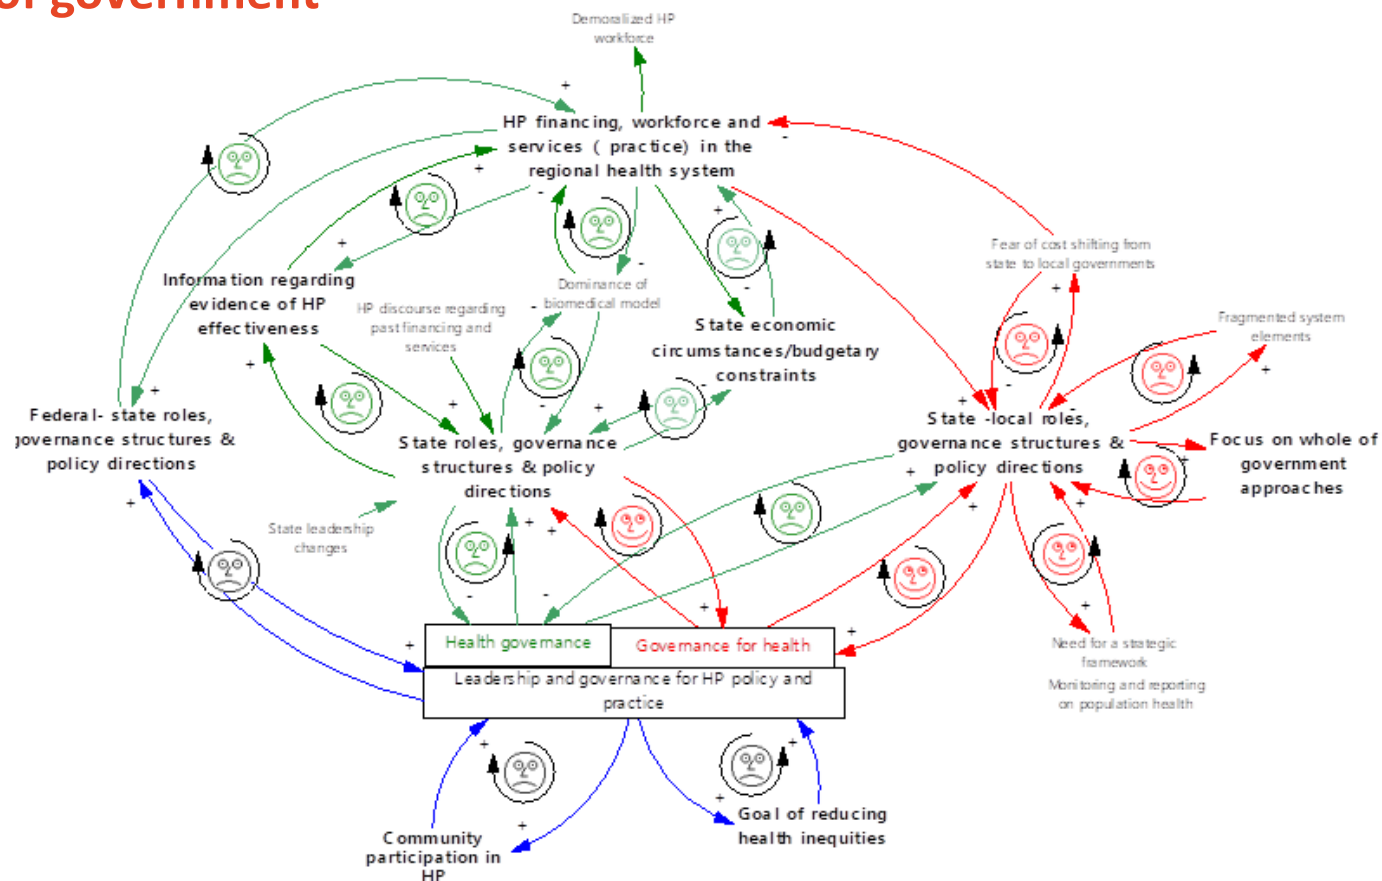 of government
Demoralized HP
workforce
HP financing, workforce and
services ( practice) in the
regional health system
Fear of cost shifting from
state to local governments
Information regarding
evidence of HP
effectiveness
HP discourse regarding
past financing and
services
Dominance of
biomedical model
State economic
circumstances/budgetary
constraints
Fragmented system
elements
Federal- state roles,
governance structures &
policy directions
State roles, governance
structures & policy
directions
State -local roles,
governance structures &
policy directions
Focus on whole of
government
approaches
State leadership
changes
Health governance
Governance for health
Leadership and governance for HP policy and
practice
Need for a strategic
framework
Monitoring and reporting
on population health
Community
participation in
HP
Goal of reducing
health inequities